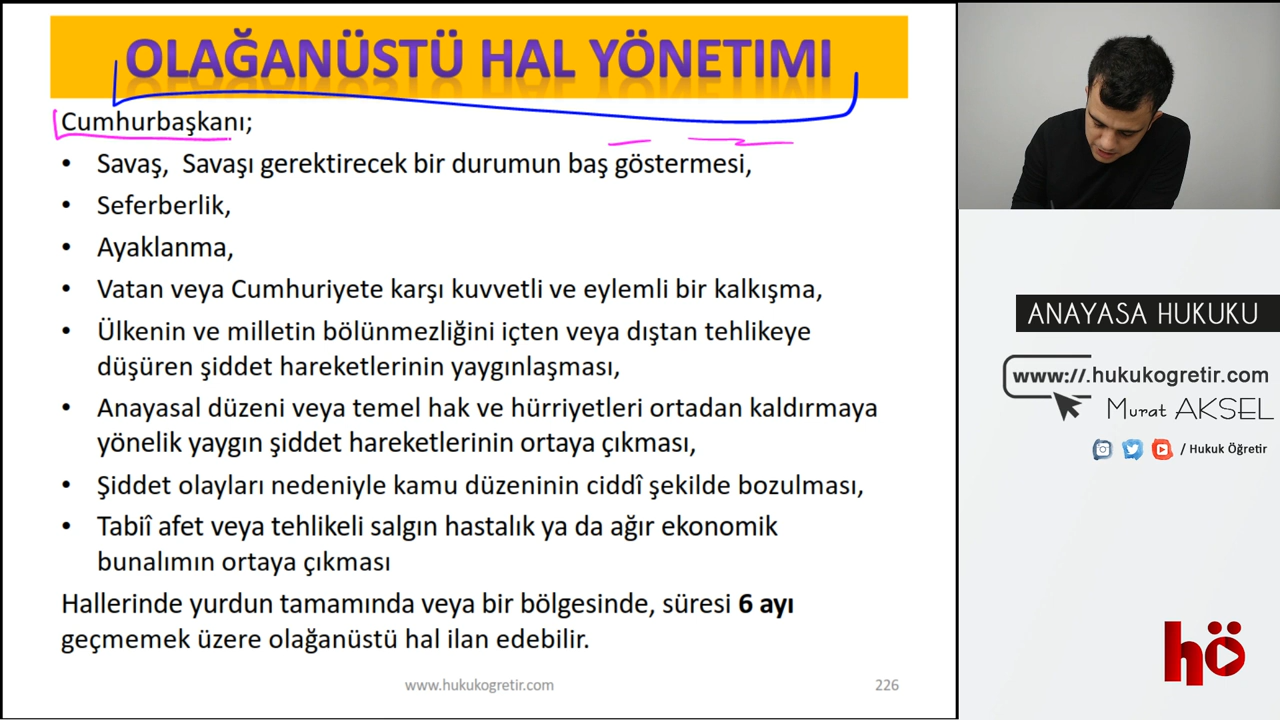 OLAĞANÜSTÜ HAL YÖNETIMI
Cumhurbaşkanı;
• Savaş, Savaşı gerektirecek bir durumun baş göstermesi,
• Seferberlik,
• Ayaklanma,
• Vatan veya Cumhuriyete karşı kuvvetli ve eylemli bir kalkışma,
• Ülkenin ve milletin bölünmezliğini içten veya dıştan tehlikeye
düşüren şiddet hareketlerinin yaygınlaşması,
• Anayasal düzeni veya temel hak ve hürriyetleri ortadan kaldırmaya
yönelik yaygın şiddet hareketlerinin ortaya çıkması,
• Şiddet olayları nedeniyle kamu düzeninin ciddî şekilde bozulması,
• Tabiî afet veya tehlikeli salgın hastalık ya da ağır ekonomik
bunalımın ortaya çıkması
Hallerinde yurdun tamamında veya bir bölgesinde, süresi 6 ayı
geçmemek üzere olağanüstü hal ilan edebilir.
www.hukukogretir.com
226
ANAYASA HUKUKU
www://.hukukogretir.com
Murat AKSEL
/ Hukuk Öğretir
hö